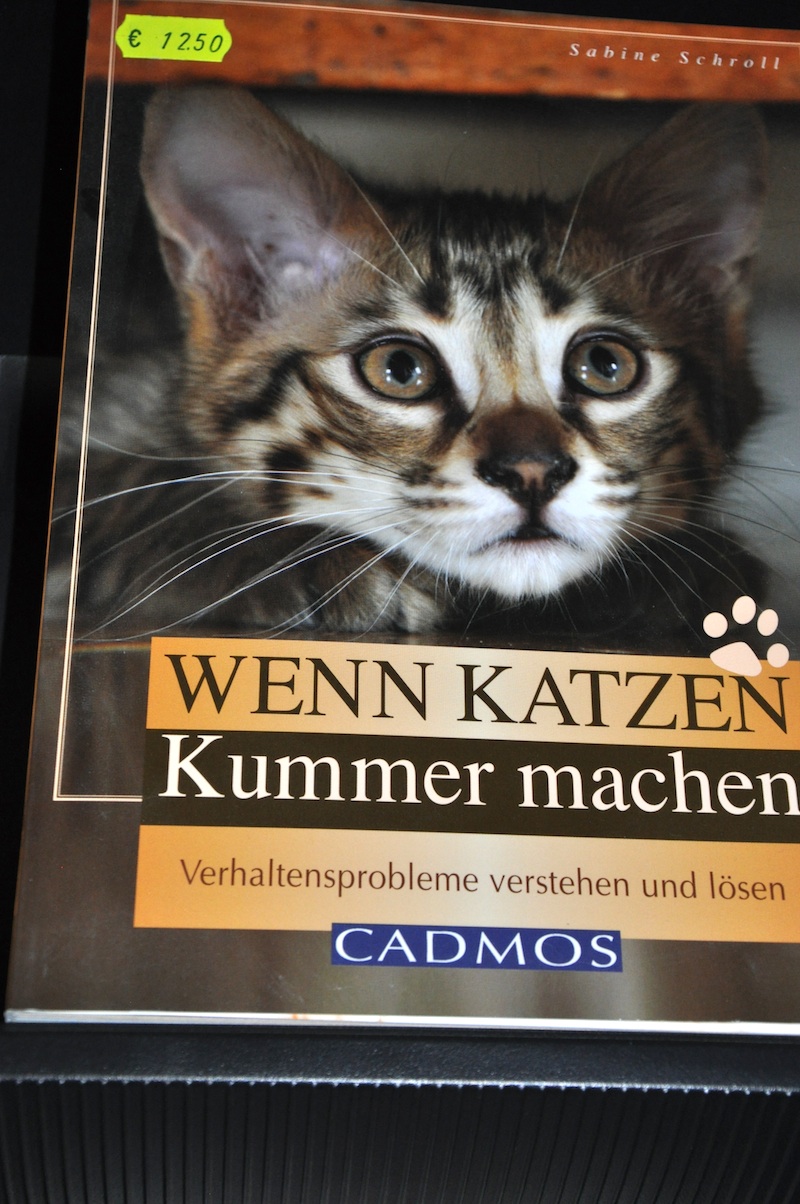 € 12.50
Sabine Schroll
WENN KATZEN
Kummer machen
Verhaltensprobleme verstehen und lösen
CADMOS